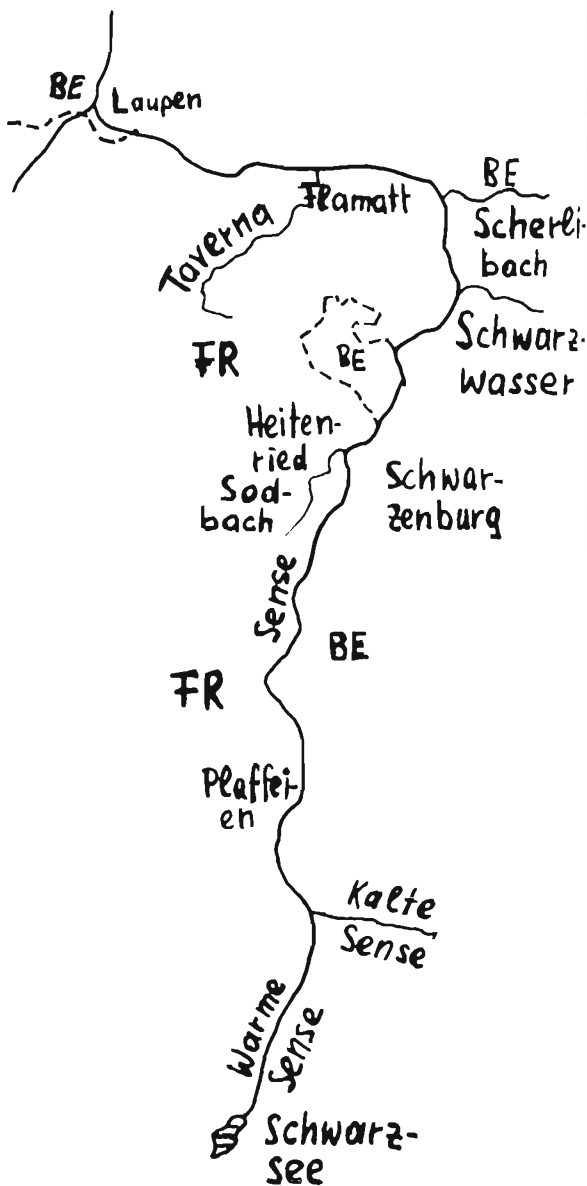 BE
Laupen
BE
Flamatt
Taverna
Scherli-
bach
Schwarz-
wasser
FR
BE
Heiten-
ried
Sod-
bach
Schwar-
zenburg
Sense
BE
FR
Plaffei-
en
Kalte
Sense
Warme
Sense
Schwarz-
see